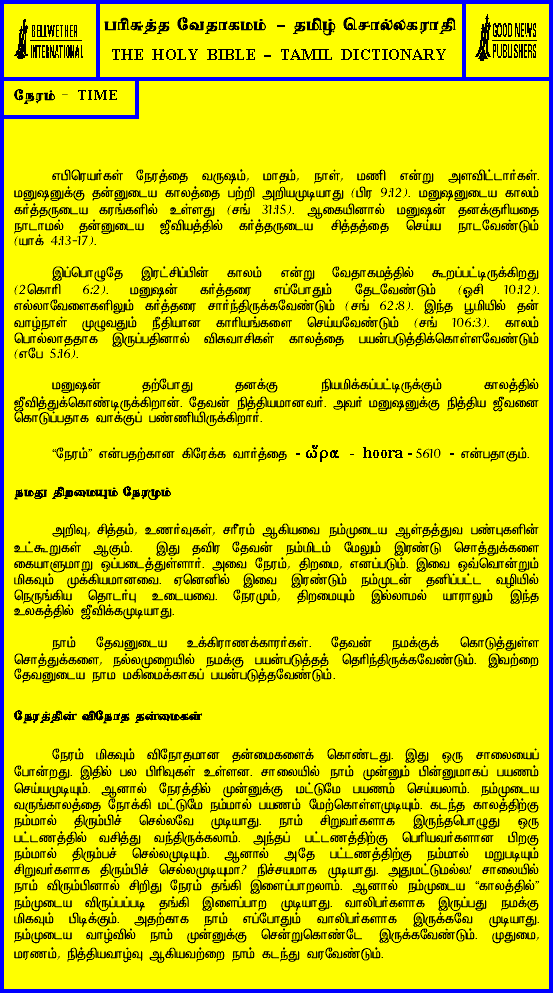 BELLWETHER
INTERNATIONAL
பரிசுத்த வேதாகமம் – தமிழ் சொல்லகராதி
THE HOLY BIBLE – TAMIL DICTIONARY
GOOD NEWS
PUBLISHERS
நேரம் – TIME
எபிரெயர்கள் நேரத்தை வருஷம், மாதம், நாள், மணி என்று அளவிட்டார்கள்.
மனுஷனுக்கு தன்னுடைய காலத்தை பற்றி அறியமுடியாது (பிர 9:12). மனுஷனுடைய காலம்
கர்த்தருடைய கரங்களில் உள்ளது (சங் 31:15). ஆகையினால் மனுஷன் தனக்குரியதை
நாடாமல் தன்னுடைய ஜீவியத்தில் கர்த்தருடைய சித்தத்தை செய்ய நாடவேண்டும்
(யாக் 4:13-17).
இப்பொழுதே இரட்சிப்பின் காலம் என்று வேதாகமத்தில் கூறப்பட்டிருக்கிறது
(2கொரி 6:2). மனுஷன் கர்த்தரை எப்போதும் தேடவேண்டும் (ஓசி 10:12).
எல்லாவேளைகளிலும் கர்த்தரை சார்ந்திருக்கவேண்டும் (சங் 62:8). இந்த பூமியில் தன்
வாழ்நாள் முழுவதும் நீதியான காரியங்களை செய்யவேண்டும் (சங் 106:3). காலம்
பொல்லாததாக இருப்பதினால் விசுவாசிகள் காலத்தை பயன்படுத்திக்கொள்ளவேண்டும்
(எபே 5:16).
மனுஷன் தற்போது தனக்கு நியமிக்கப்பட்டிருக்கும் காலத்தில்
ஜீவித்துக்கொண்டிருக்கிறான். தேவன் நித்தியமானவர். அவர் மனுஷனுக்கு நித்திய ஜீவனை
கொடுப்பதாக வாக்குப் பண்ணியிருக்கிறார்.
“நேரம்” என்பதற்கான கிரேக்க வார்த்தை - ὥρα - hoora - 5610 - என்பதாகும்.
நமது திறமையும் நேரமும்
அறிவு, சித்தம், உணர்வுகள், சரீரம் ஆகியவை நம்முடைய ஆள்தத்துவ பண்புகளின்
உட்கூறுகள் ஆகும். இது தவிர தேவன் நம்மிடம் மேலும் இரண்டு சொத்துக்களை
கையாளுமாறு ஒப்படைத்துள்ளார். அவை நேரம், திறமை, எனப்படும். இவை ஒவ்வொன்றும்
மிகவும் முக்கியமானவை. ஏனெனில் இவை இரண்டும் நம்முடன் தனிப்பட்ட வழியில்
நெருங்கிய தொடர்பு உடையவை. நேரமும், திறமையும் இல்லாமல் யாராலும் இந்த
உலகத்தில் ஜீவிக்கமுடியாது.
நாம் தேவனுடைய உக்கிராணக்காரர்கள். தேவன் நமக்குக் கொடுத்துள்ள
சொத்துக்களை, நல்லமுறையில் நமக்கு பயன்படுத்தத் தெரிந்திருக்கவேண்டும். இவற்றை
தேவனுடைய நாம மகிமைக்காகப் பயன்படுத்தவேண்டும்.
நேரத்தின் விநோத தன்மைகள்
நேரம் மிகவும் விநோதமான தன்மைகளைக் கொண்டது. இது ஒரு சாலையைப்
போன்றது. இதில் பல பிரிவுகள் உள்ளன. சாலையில் நாம் முன்னும் பின்னுமாகப் பயணம்
செய்யமுடியும். ஆனால் நேரத்தில் முன்னுக்கு மட்டுமே பயணம் செய்யலாம். நம்முடைய
வருங்காலத்தை நோக்கி மட்டுமே நம்மால் பயணம் மேற்கொள்ளமுடியும். கடந்த காலத்திற்கு
நம்மால் திரும்பிச் செல்லவே முடியாது. நாம் சிறுவர்களாக இருந்தபொழுது ஒரு
பட்டணத்தில் வசித்து வந்திருக்கலாம். அந்தப் பட்டணத்திற்கு பெரியவர்களான பிறகு
நம்மால் திரும்பச் செல்லமுடியும். ஆனால் அதே பட்டணத்திற்கு நம்மால் மறுபடியும்
சிறுவர்களாக திரும்பிச் செல்லமுடியுமா? நிச்சயமாக முடியாது. அதுமட்டுமல்ல! சாலையில்
நாம் விரும்பினால் சிறிது நேரம் தங்கி இளைப்பாறலாம். ஆனால் நம்முடைய “காலத்தில்”
நம்முடைய விருப்பப்படி தங்கி இளைப்பாற முடியாது. வாலிபர்களாக இருப்பது நமக்கு
மிகவும் பிடிக்கும். அதற்காக நாம் எப்போதும் வாலிபர்களாக இருக்கவே முடியாது.
நம்முடைய வாழ்வில் நாம் முன்னுக்கு சென்றுகொண்டே இருக்கவேண்டும். முதுமை,
மரணம், நித்தியவாழ்வு ஆகியவற்றை நாம் கடந்து வரவேண்டும்.